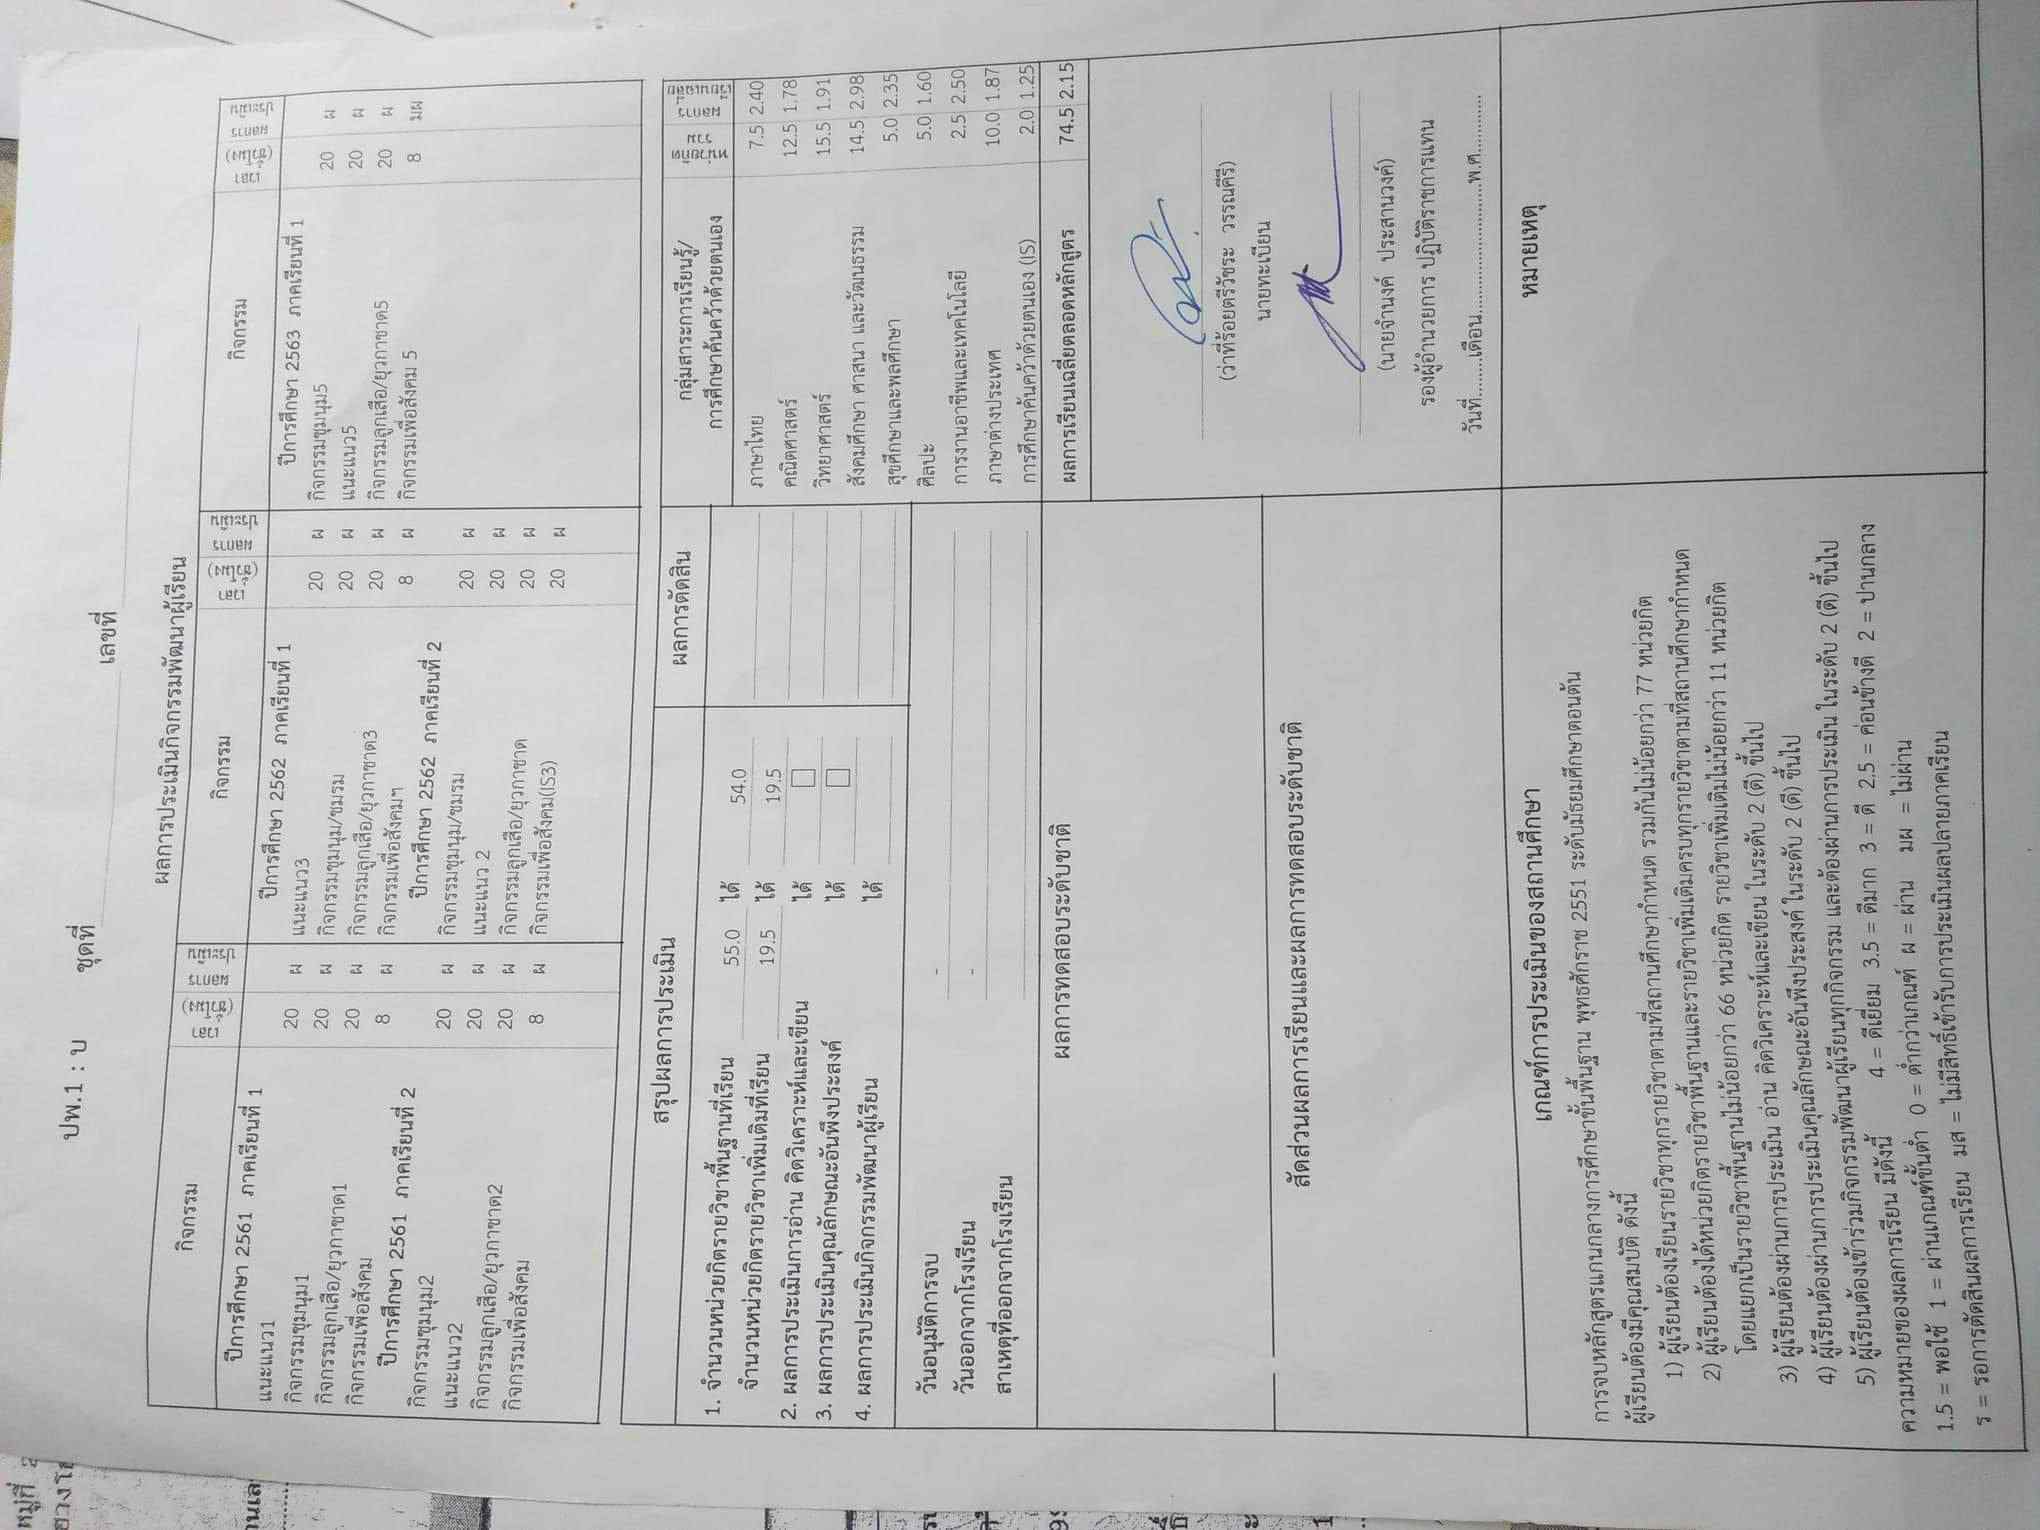 ปพ.1 : บ ชุดที่ เลขที่
ผลการประเมินกิจกรรมพัฒนาผู้เรียน
กิจกรรม เวลา (ชั่วโมง) ผลการ ประเมิน กิจกรรม เวลา (ชั่วโมง) ผลการ ประเมิน กิจกรรม เวลา (ชั่วโมง) ผลการ ประเมิน
ปีการศึกษา 2561 ภาคเรียนที่ 1
แนะแนว1 20 ผ
กิจกรรมชุมนุม1 20 ผ
กิจกรรมลูกเสือ/ยุวกาชาด1 20 ผ
กิจกรรมเพื่อสังคม 8 ผ
ปีการศึกษา 2561 ภาคเรียนที่ 2
กิจกรรมชุมนุม2 20 ผ
แนะแนว2 20 ผ
กิจกรรมลูกเสือ/ยุวกาชาด2 20 ผ
กิจกรรมเพื่อสังคม 8 ผ
ปีการศึกษา 2562 ภาคเรียนที่ 1
แนะแนว3 20 ผ
กิจกรรมชุมนุม/ชมรม 20 ผ
กิจกรรมลูกเสือ/ยุวกาชาด3 20 ผ
กิจกรรมเพื่อสังคมฯ 8 ผ
ปีการศึกษา 2562 ภาคเรียนที่ 2
กิจกรรมชุมนุม/ชมรม 20 ผ
แนะแนว 2 20 ผ
กิจกรรมลูกเสือ/ยุวกาชาด 20 ผ
กิจกรรมเพื่อสังคม(IS3) 20 ผ
ปีการศึกษา 2563 ภาคเรียนที่ 1
กิจกรรมชุมนุม5 20 ผ
แนะแนว5 20 ผ
กิจกรรมลูกเสือ/ยุวกาชาด5 20 ผ
กิจกรรมเพื่อสังคม 5 8 มผ
สรุปผลการประเมิน ผลการตัดสิน
1. จำนวนหน่วยกิตรายวิชาพื้นฐานที่เรียน 55.0 ได้ 54.0
จำนวนหน่วยกิตรายวิชาเพิ่มเติมที่เรียน 19.5 ได้ 19.5
2. ผลการประเมินการอ่าน คิดวิเคราะห์และเขียน ได้
3. ผลการประเมินคุณลักษณะอันพึงประสงค์ ได้
4. ผลการประเมินกิจกรรมพัฒนาผู้เรียน ได้
วันอนุมัติการจบ -
วันออกจากโรงเรียน -
สาเหตุที่ออกจากโรงเรียน
ผลการทดสอบระดับชาติ
สัดส่วนผลการเรียนและผลการทดสอบระดับชาติ
กลุ่มสาระการเรียนรู้/
การศึกษาค้นคว้าด้วยตนเอง
หน่วยกิต รวม ผลการ เรียนเฉลี่ย
ภาษาไทย 7.5 2.40
คณิตศาสตร์ 12.5 1.78
วิทยาศาสตร์ 15.5 1.91
สังคมศึกษา ศาสนา และวัฒนธรรม 14.5 2.98
สุขศึกษาและพลศึกษา 5.0 2.35
ศิลปะ 5.0 1.60
การงานอาชีพและเทคโนโลยี 2.5 2.50
ภาษาต่างประเทศ 10.0 1.87
การศึกษาค้นคว้าด้วยตนเอง (IS) 2.0 1.25
ผลการเรียนเฉลี่ยตลอดหลักสูตร 74.5 2.15
(ว่าที่ร้อยตรีวัชระ วรรณคีรี)
นายทะเบียน
(นายจำนงค์ ประสานวงค์)
รองผู้อำนวยการ ปฏิบัติราชการแทน
วันที่..........เดือน....................พ.ศ...........
เกณฑ์การประเมินของสถานศึกษา
การจบหลักสูตรแกนกลางการศึกษาขั้นพื้นฐาน พุทธศักราช 2551 ระดับมัธยมศึกษาตอนต้น
ผู้เรียนต้องมีคุณสมบัติ ดังนี้
1) ผู้เรียนต้องเรียนรายวิชาทุกรายวิชาตามที่สถานศึกษากำหนด รวมกันไม่น้อยกว่า 77 หน่วยกิต
2) ผู้เรียนต้องได้หน่วยกิตรายวิชาพื้นฐานและรายวิชาเพิ่มเติมครบทุกรายวิชาตามที่สถานศึกษากำหนด
โดยแยกเป็นรายวิชาพื้นฐานไม่น้อยกว่า 66 หน่วยกิต รายวิชาเพิ่มเติมไม่น้อยกว่า 11 หน่วยกิต
3) ผู้เรียนต้องผ่านการประเมิน อ่าน คิดวิเคราะห์และเขียน ในระดับ 2 (ดี) ขึ้นไป
4) ผู้เรียนต้องผ่านการประเมินคุณลักษณะอันพึงประสงค์ ในระดับ 2 (ดี) ขึ้นไป
5) ผู้เรียนต้องเข้าร่วมกิจกรรมพัฒนาผู้เรียนทุกกิจกรรม และต้องผ่านการประเมิน ในระดับ 2 (ดี) ขึ้นไป
ความหมายของผลการเรียน มีดังนี้ 4 = ดีเยี่ยม 3.5 = ดีมาก 3 = ดี 2.5 = ค่อนข้างดี 2 = ปานกลาง
1.5 = พอใช้ 1 = ผ่านเกณฑ์ขั้นต่ำ 0 = ต่ำกว่าเกณฑ์ ผ = ผ่าน มผ = ไม่ผ่าน
ร = รอการตัดสินผลการเรียน มส = ไม่มีสิทธิ์เข้ารับการประเมินผลปลายภาคเรียน
หมายเหตุ